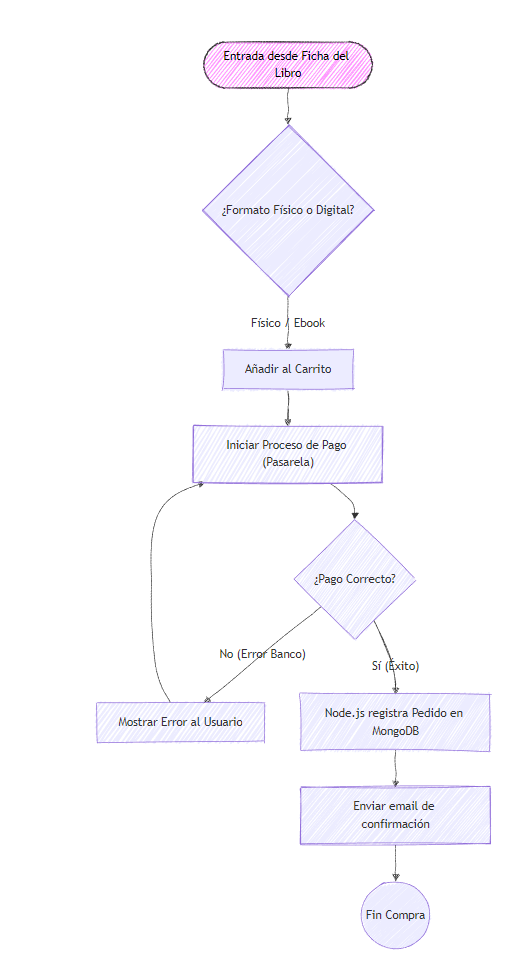 Entrada desde Ficha del
Libro
¿Formato Físico o Digital?
Físico / Ebook
Añadir al Carrito
Iniciar Proceso de Pago
(Pasarela)
¿Pago Correcto?
No (Error Banco)
Sí (Éxito)
Mostrar Error al Usuario
Node.js registra Pedido en
MongoDB
Enviar email de
confirmación
Fin Compra